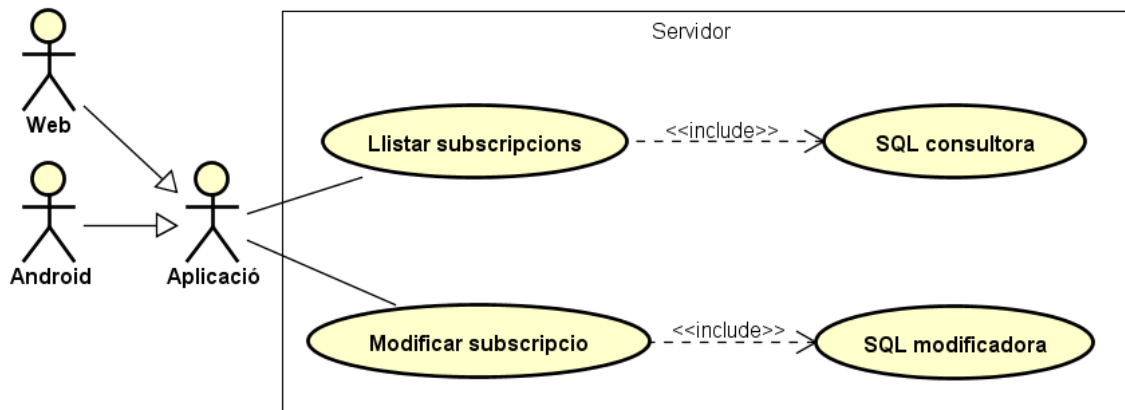 Servidor
Web
Llistar subscripcions
<<include>>
SQL consultora
Android
Aplicació
Modificar subscripcio
<<include>>
SQL modificadora